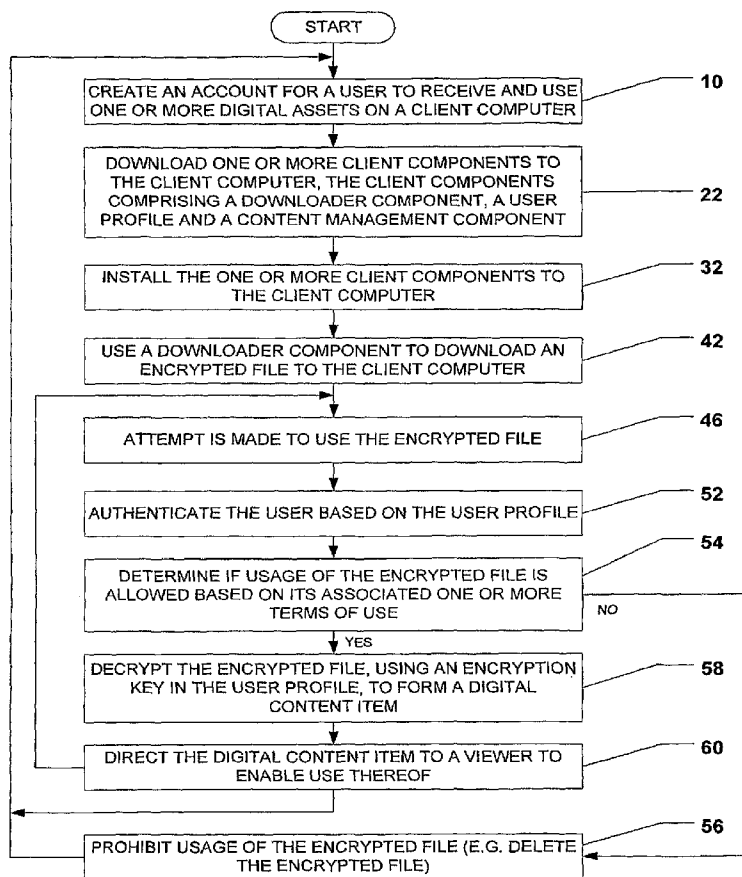 START
CREATE AN ACCOUNT FOR A USER TO RECEIVE AND USE
ONE OR MORE DIGITAL ASSETS ON A CLIENT COMPUTER
10
DOWNLOAD ONE OR MORE CLIENT COMPONENTS TO
THE CLIENT COMPUTER, THE CLIENT COMPONENTS
COMPRISING A DOWNLOADER COMPONENT, A USER
PROFILE AND A CONTENT MANAGEMENT COMPONENT
22
INSTALL THE ONE OR MORE CLIENT COMPONENTS TO
THE CLIENT COMPUTER
32
USE A DOWNLOADER COMPONENT TO DOWNLOAD AN
ENCRYPTED FILE TO THE CLIENT COMPUTER
42
ATTEMPT IS MADE TO USE THE ENCRYPTED FILE
46
AUTHENTICATE THE USER BASED ON THE USER PROFILE
52
DETERMINE IF USAGE OF THE ENCRYPTED FILE IS
ALLOWED BASED ON ITS ASSOCIATED ONE OR MORE
TERMS OF USE
54
NO
YES
DECRYPT THE ENCRYPTED FILE, USING AN ENCRYPTION
KEY IN THE USER PROFILE, TO FORM A DIGITAL
CONTENT ITEM
58
DIRECT THE DIGITAL CONTENT ITEM TO A VIEWER TO
ENABLE USE THEREOF
60
PROHIBIT USAGE OF THE ENCRYPTED FILE (E.G. DELETE
THE ENCRYPTED FILE)
56